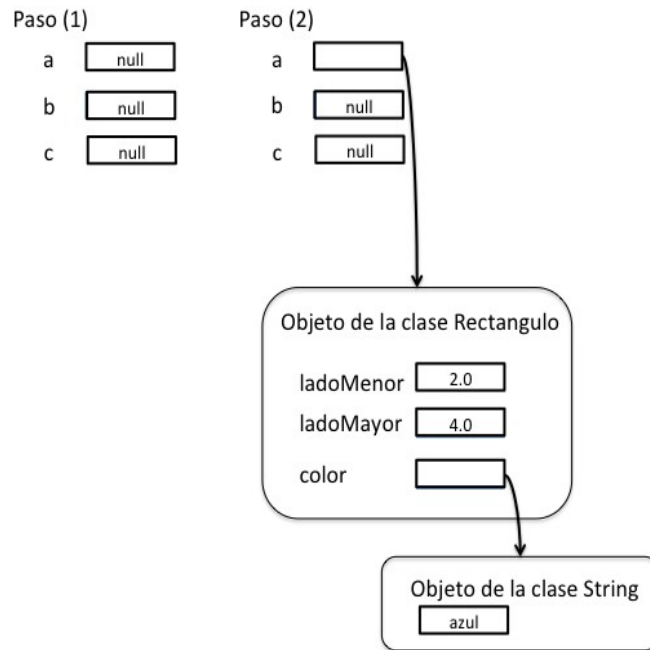 Paso (1)
a null
b null
c null
Paso (2)
a
b null
c null
Objeto de la clase Rectangulo
ladoMenor 2.0
ladoMayor 4.0
color
Objeto de la clase String
azul